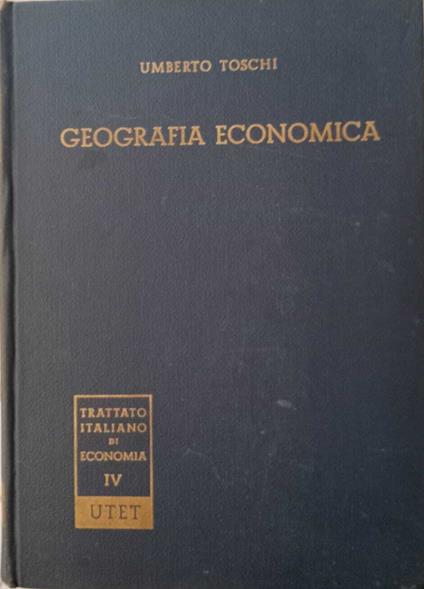 UMBERTO TOSCHI
GEOGRAFIA ECONOMICA
TRATTATO
ITALIANO
DI
ECONOMIA
IV
UTET